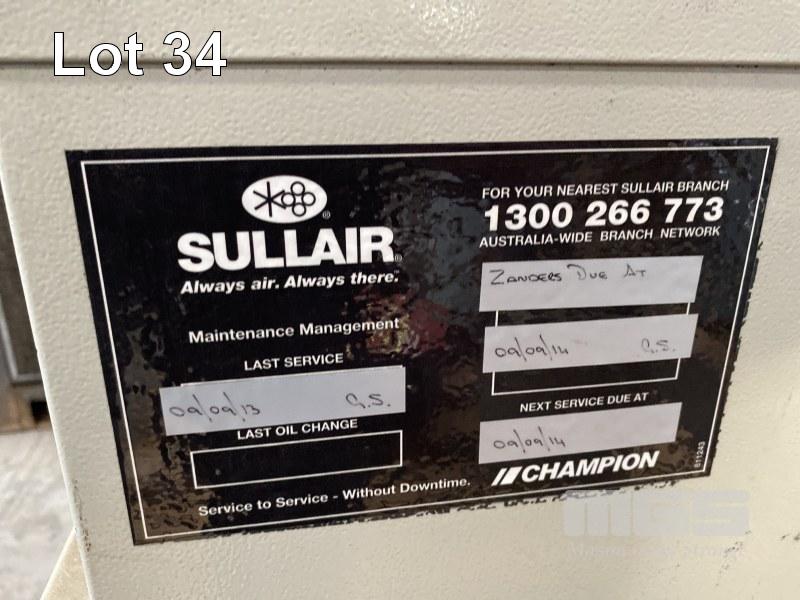 Lot 34
SULLAIR®
Always air. Always there.™
Maintenance Management
LAST SERVICE
09/09/13 G.S.
LAST OIL CHANGE
Service to Service - Without Downtime.
FOR YOUR NEAREST SULLAIR BRANCH
1300 266 773
AUSTRALIA-WIDE BRANCH NETWORK
ZANDERS DUE AT
09/09/14 G.S.
NEXT SERVICE DUE AT
09/09/14
CHAMPION
611243
MGS